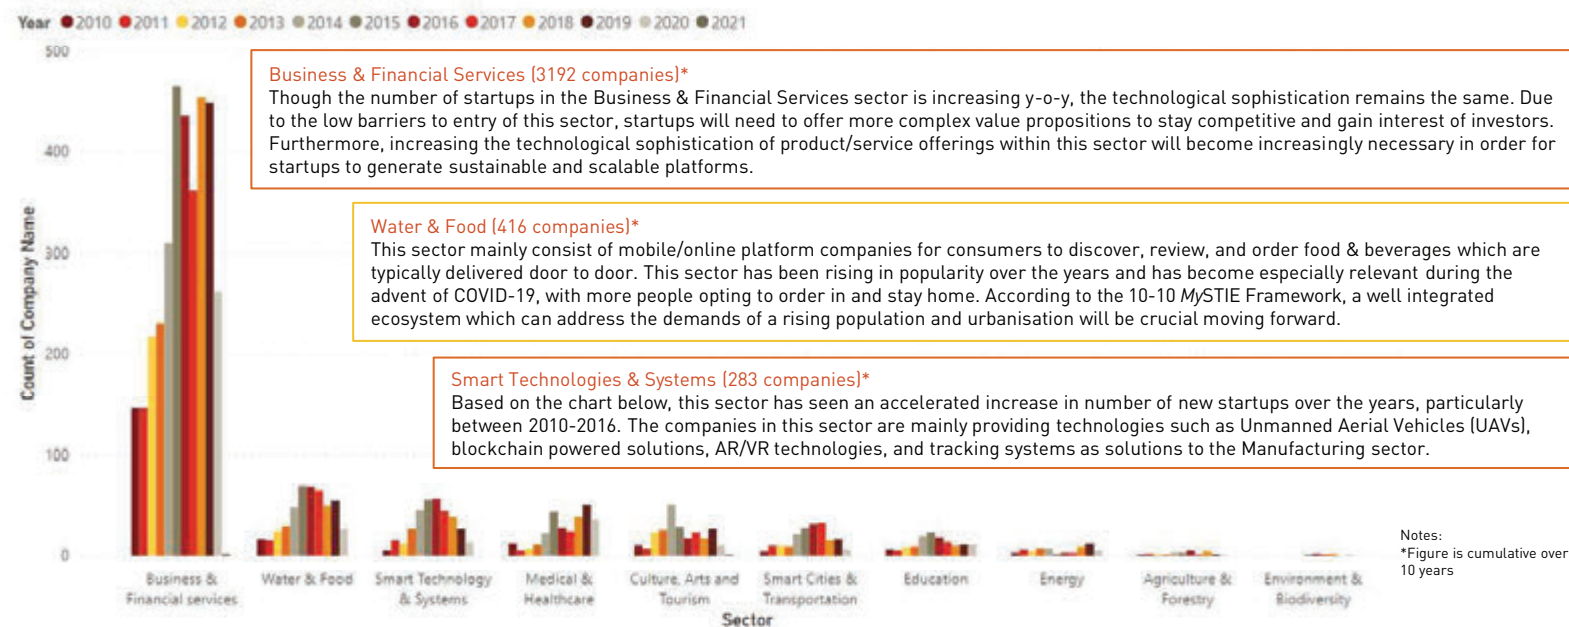 Year 2010 2011 2012 2013 2014 2015 2016 2017 2018 2019 2020 2021
500
400
300
200
100
0
Count of Company Name
Business & Financial Services (3192 companies)*
Though the number of startups in the Business & Financial Services sector is increasing y-o-y, the technological sophistication remains the same. Due
to the low barriers to entry of this sector, startups will need to offer more complex value propositions to stay competitive and gain interest of investors.
Furthermore, increasing the technological sophistication of product/service offerings within this sector will become increasingly necessary in order for
startups to generate sustainable and scalable platforms.
Water & Food (416 companies)*
This sector mainly consist of mobile/online platform companies for consumers to discover, review, and order food & beverages which are
typically delivered door to door. This sector has been rising in popularity over the years and has become especially relevant during the
advent of COVID-19, with more people opting to order in and stay home. According to the 10-10 MySTIE Framework, a well integrated
ecosystem which can address the demands of a rising population and urbanisation will be crucial moving forward.
Smart Technologies & Systems (283 companies)*
Based on the chart below, this sector has seen an accelerated increase in number of new startups over the years, particularly
between 2010-2016. The companies in this sector are mainly providing technologies such as Unmanned Aerial Vehicles (UAVs),
blockchain powered solutions, AR/VR technologies, and tracking systems as solutions to the Manufacturing sector.
Business &
Financial services
Water & Food
Smart Technology
& Systems
Medical &
Healthcare
Culture, Arts and
Tourism
Smart Cities &
Transportation
Education
Energy
Agriculture &
Forestry
Environment &
Biodiversity
Sector
Notes:
*Figure is cumulative over
10 years